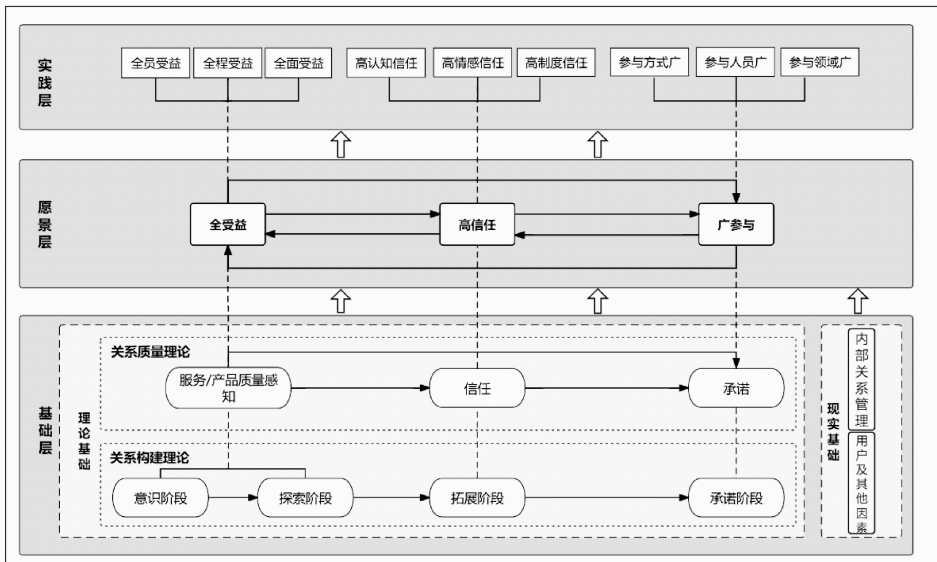 实践层
全员受益
全程受益
全面受益
高认知信任
高情感信任
高制度信任
参与方式广
参与人员广
参与领域广
愿景层
全受益
高信任
广参与
基础层
理论基础
关系质量理论
服务/产品质量感
知
信任
承诺
关系构建理论
意识阶段
探索阶段
拓展阶段
承诺阶段
现实基础
内部关系管理
用户及其他因素